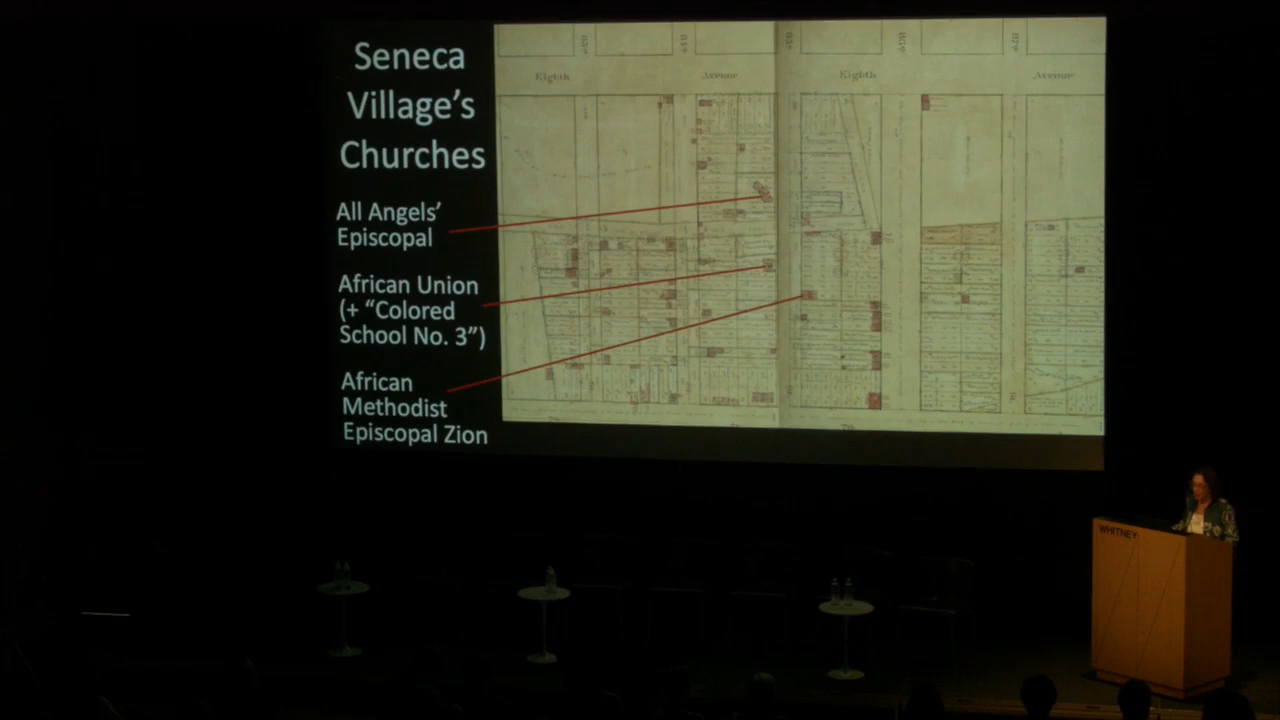 Seneca
Village's
Churches
All Angels'
Episcopal
African Union
(+ "Colored
School No. 3")
African
Methodist
Episcopal Zion
Eighth Avenue Eighth Avenue
WHITNEY